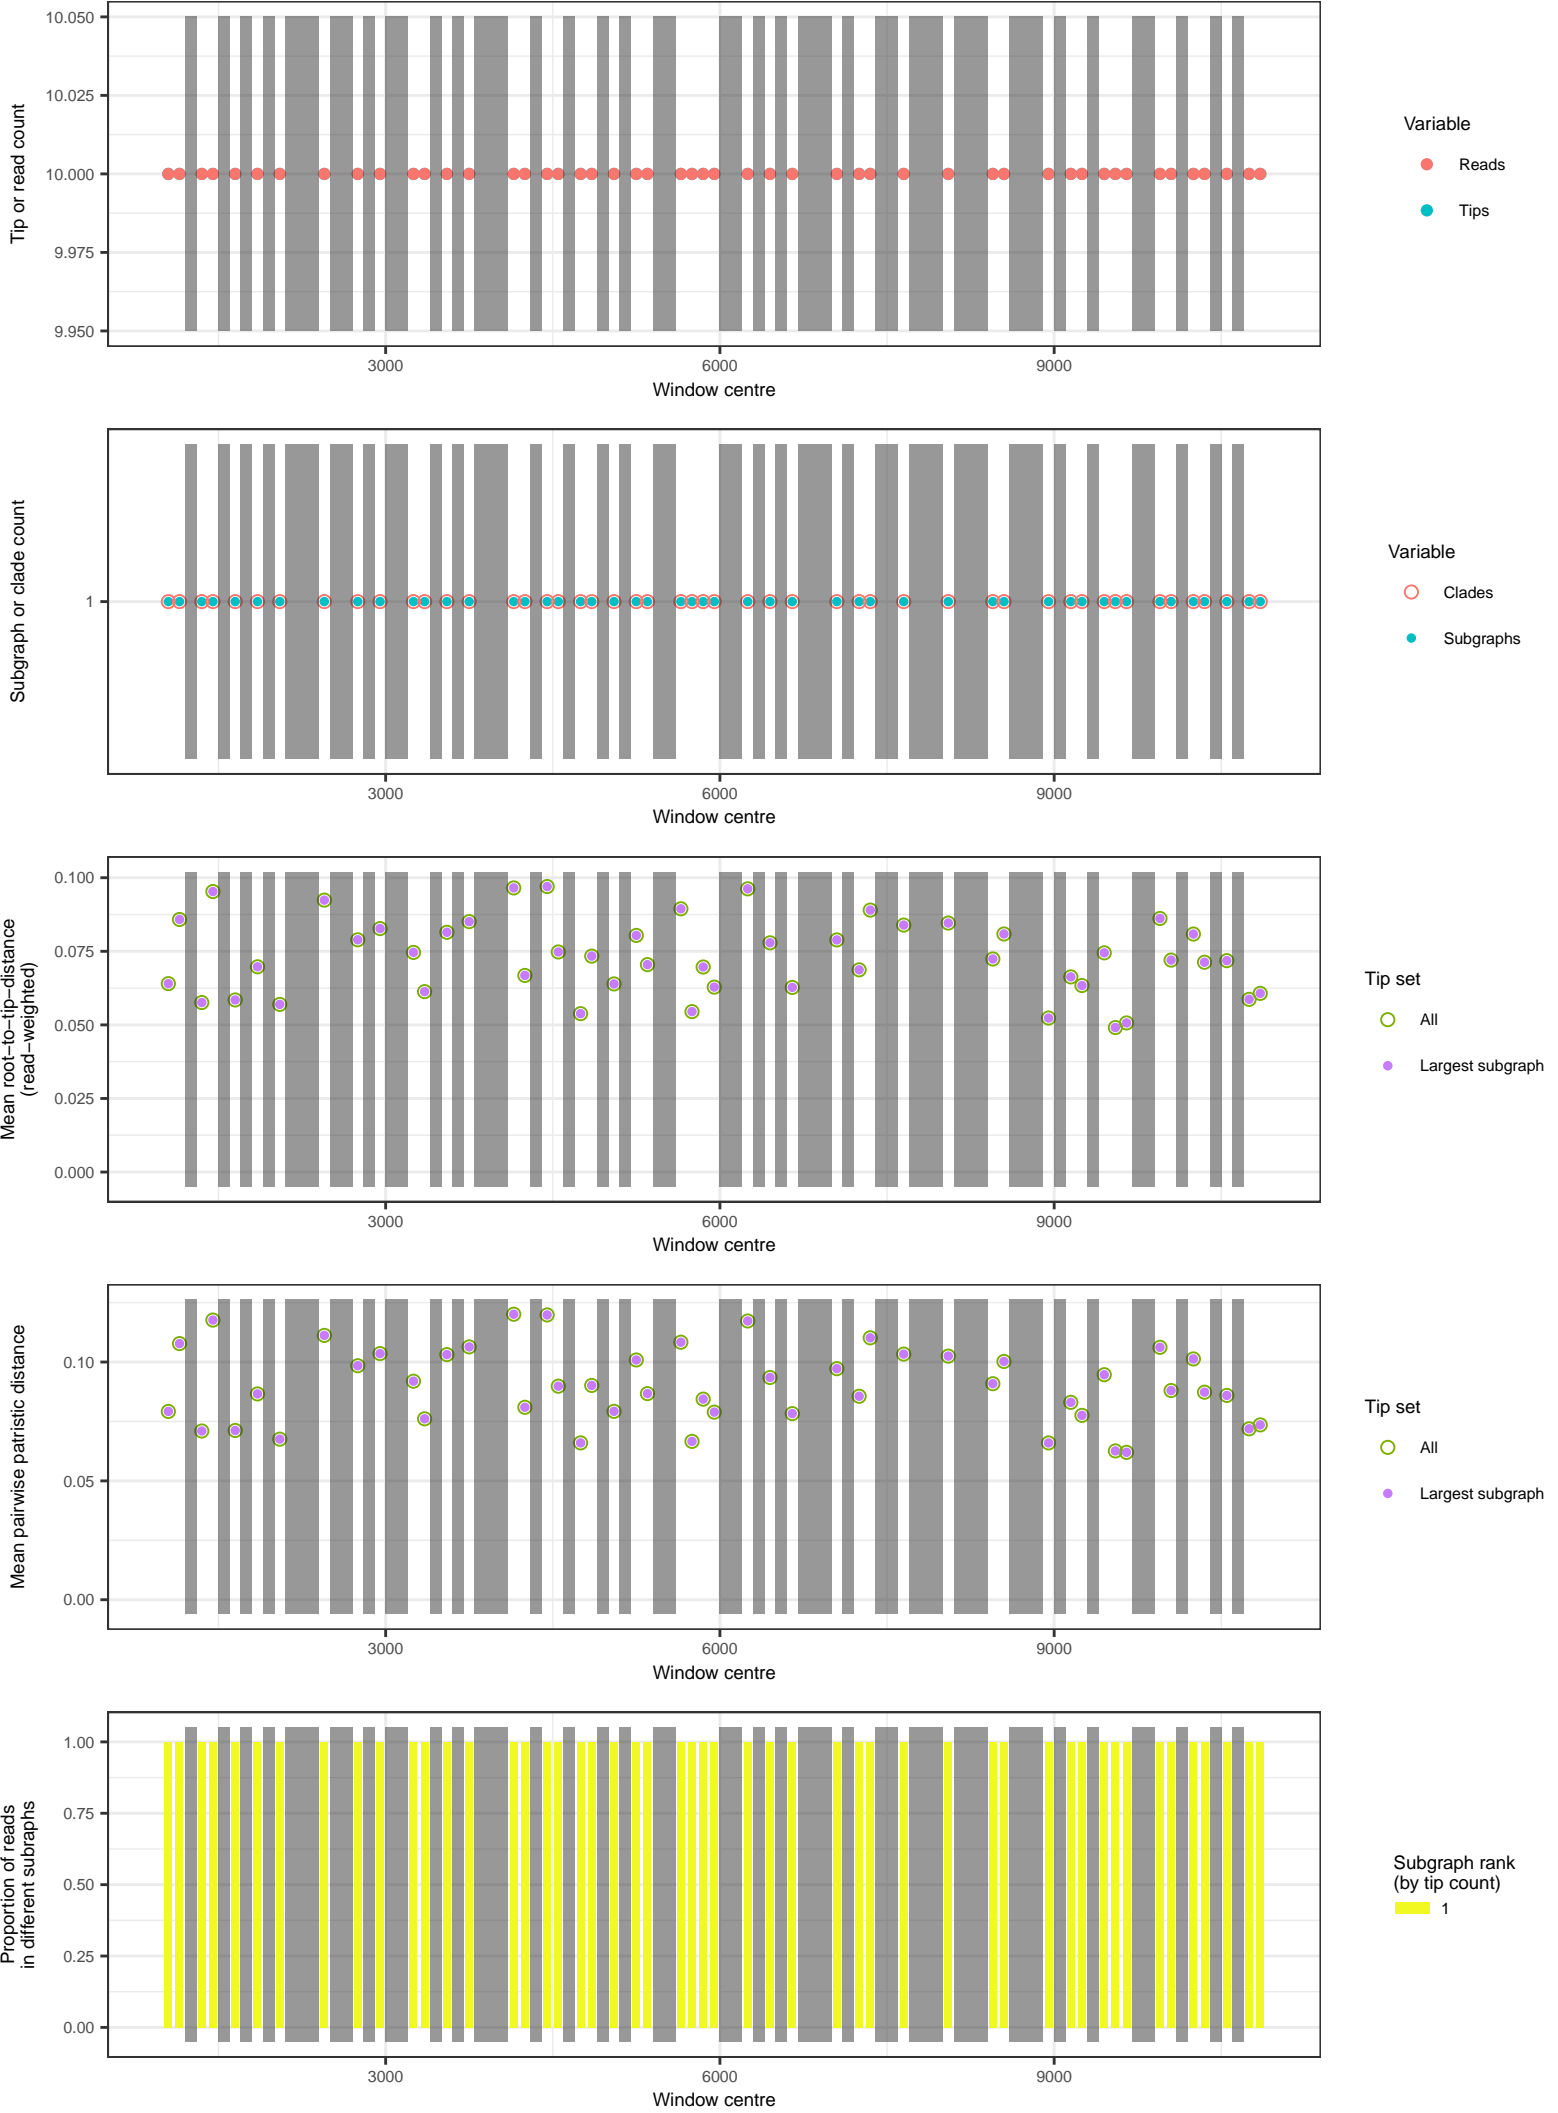 10.050
10.025
10.000
9.975
9.950
Tip or read count
3000
6000
9000
Window centre
Variable
Reads
Tips
1
Subgraph or clade count
3000
6000
9000
Window centre
Variable
Clades
Subgraphs
0.100
0.075
0.050
0.025
0.000
Mean root−to−tip−distance
(read−weighted)
3000
6000
9000
Window centre
Tip set
All
Largest subgraph
0.10
0.05
0.00
Mean pairwise patristic distance
3000
6000
9000
Window centre
Tip set
All
Largest subgraph
1.00
0.75
0.50
0.25
0.00
Proportion of reads
in different subraphs
3000
6000
9000
Window centre
Subgraph rank
(by tip count)
1